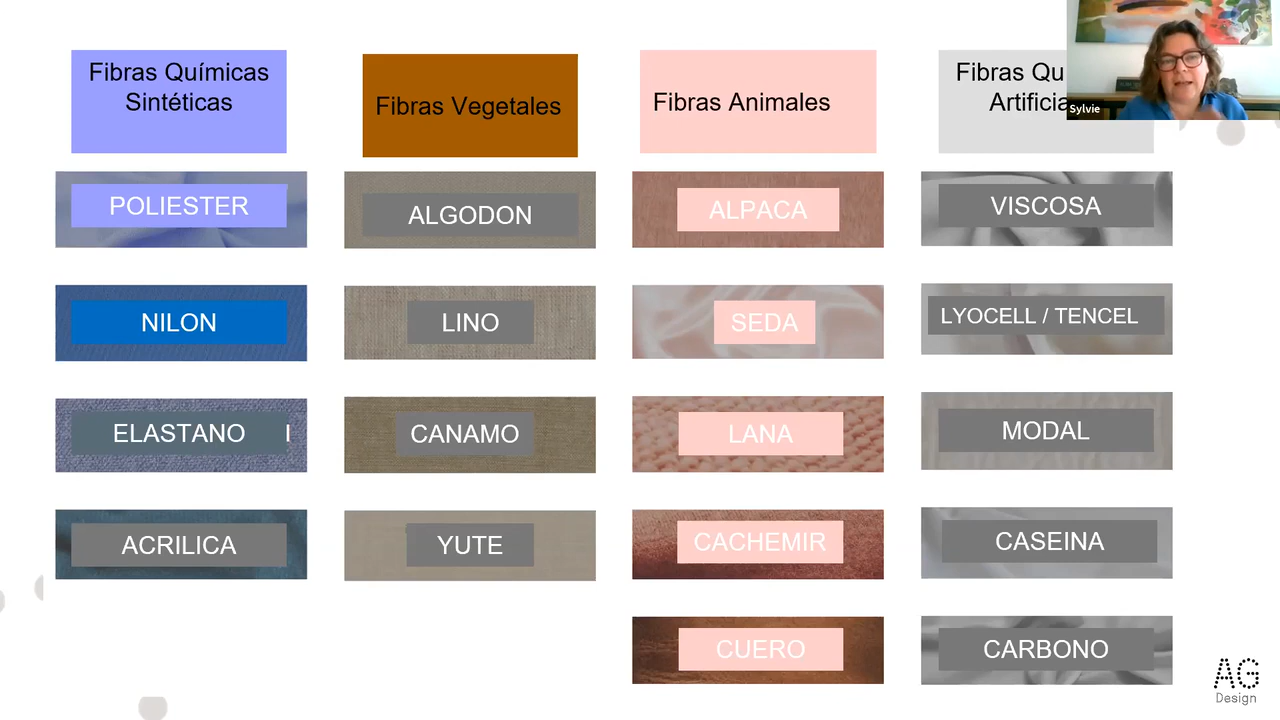 Fibras Químicas
Sintéticas
Fibras Vegetales
Fibras Animales
Fibras Qu
Artificia
Sylvie
POLIESTER
ALGODON
ALPACA
VISCOSA
NILON
LINO
SEDA
LYOCELL / TENCEL
ELASTANO
CANAMO
LANA
MODAL
ACRILICA
YUTE
CACHEMIR
CASEINA
CUERO
CARBONO
AG
Design